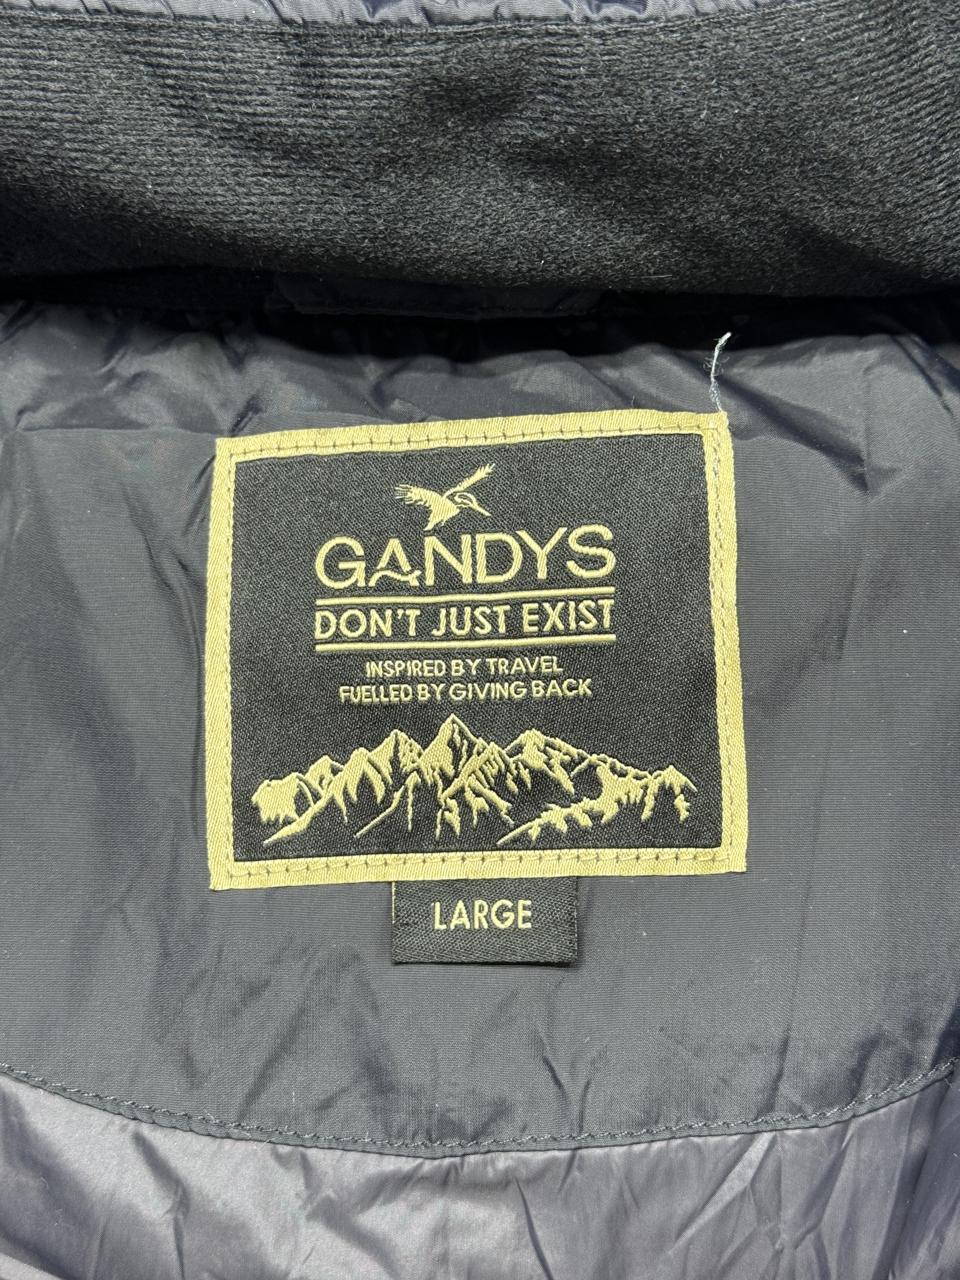 GANDYS
DON'T JUST EXIST
INSPIRED BY TRAVEL
FUELLED BY GIVING BACK
LARGE